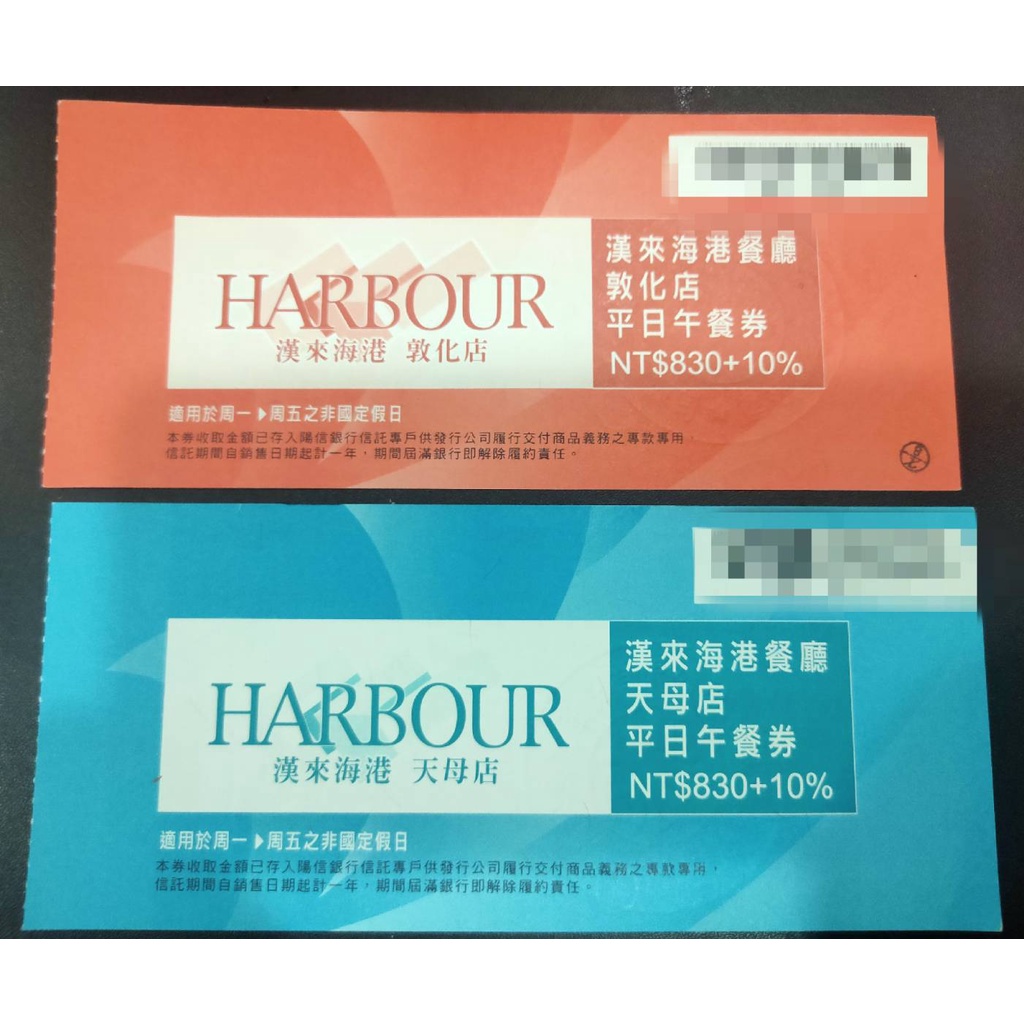 漢來海港餐廳
敦化店
平日午餐券
NT$830+10%
HARBOUR
漢來海港 敦化店
適用於周一▶周五之非國定假日
本券收取金額已存入陽信銀行信託專戶供發行公司履行交付商品義務之專款專用，
信託期間自銷售日期起計一年，期間屆滿銀行即解除履約責任。
漢來海港餐廳
天母店
平日午餐券
NT$830+10%
HARBOUR
漢來海港 天母店
適用於周一▶周五之非國定假日
本券收取金額已存入陽信銀行信託專戶供發行公司履行交付商品義務之專款專用，
信託期間自銷售日期起計一年，期間屆滿銀行即解除履約責任。